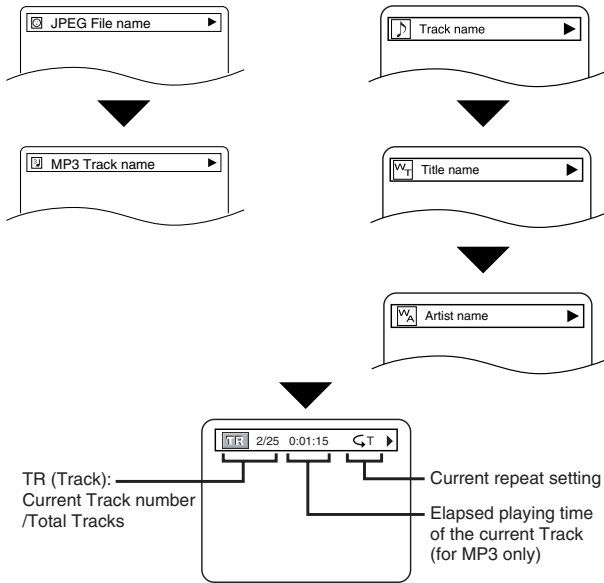 JPEG File name
MP3 Track name
Track name
W T Title name
W A Artist name
TR 2/25 0:01:15 T
TR (Track):
Current Track number
/Total Tracks
Current repeat setting
Elapsed playing time
of the current Track
(for MP3 only)